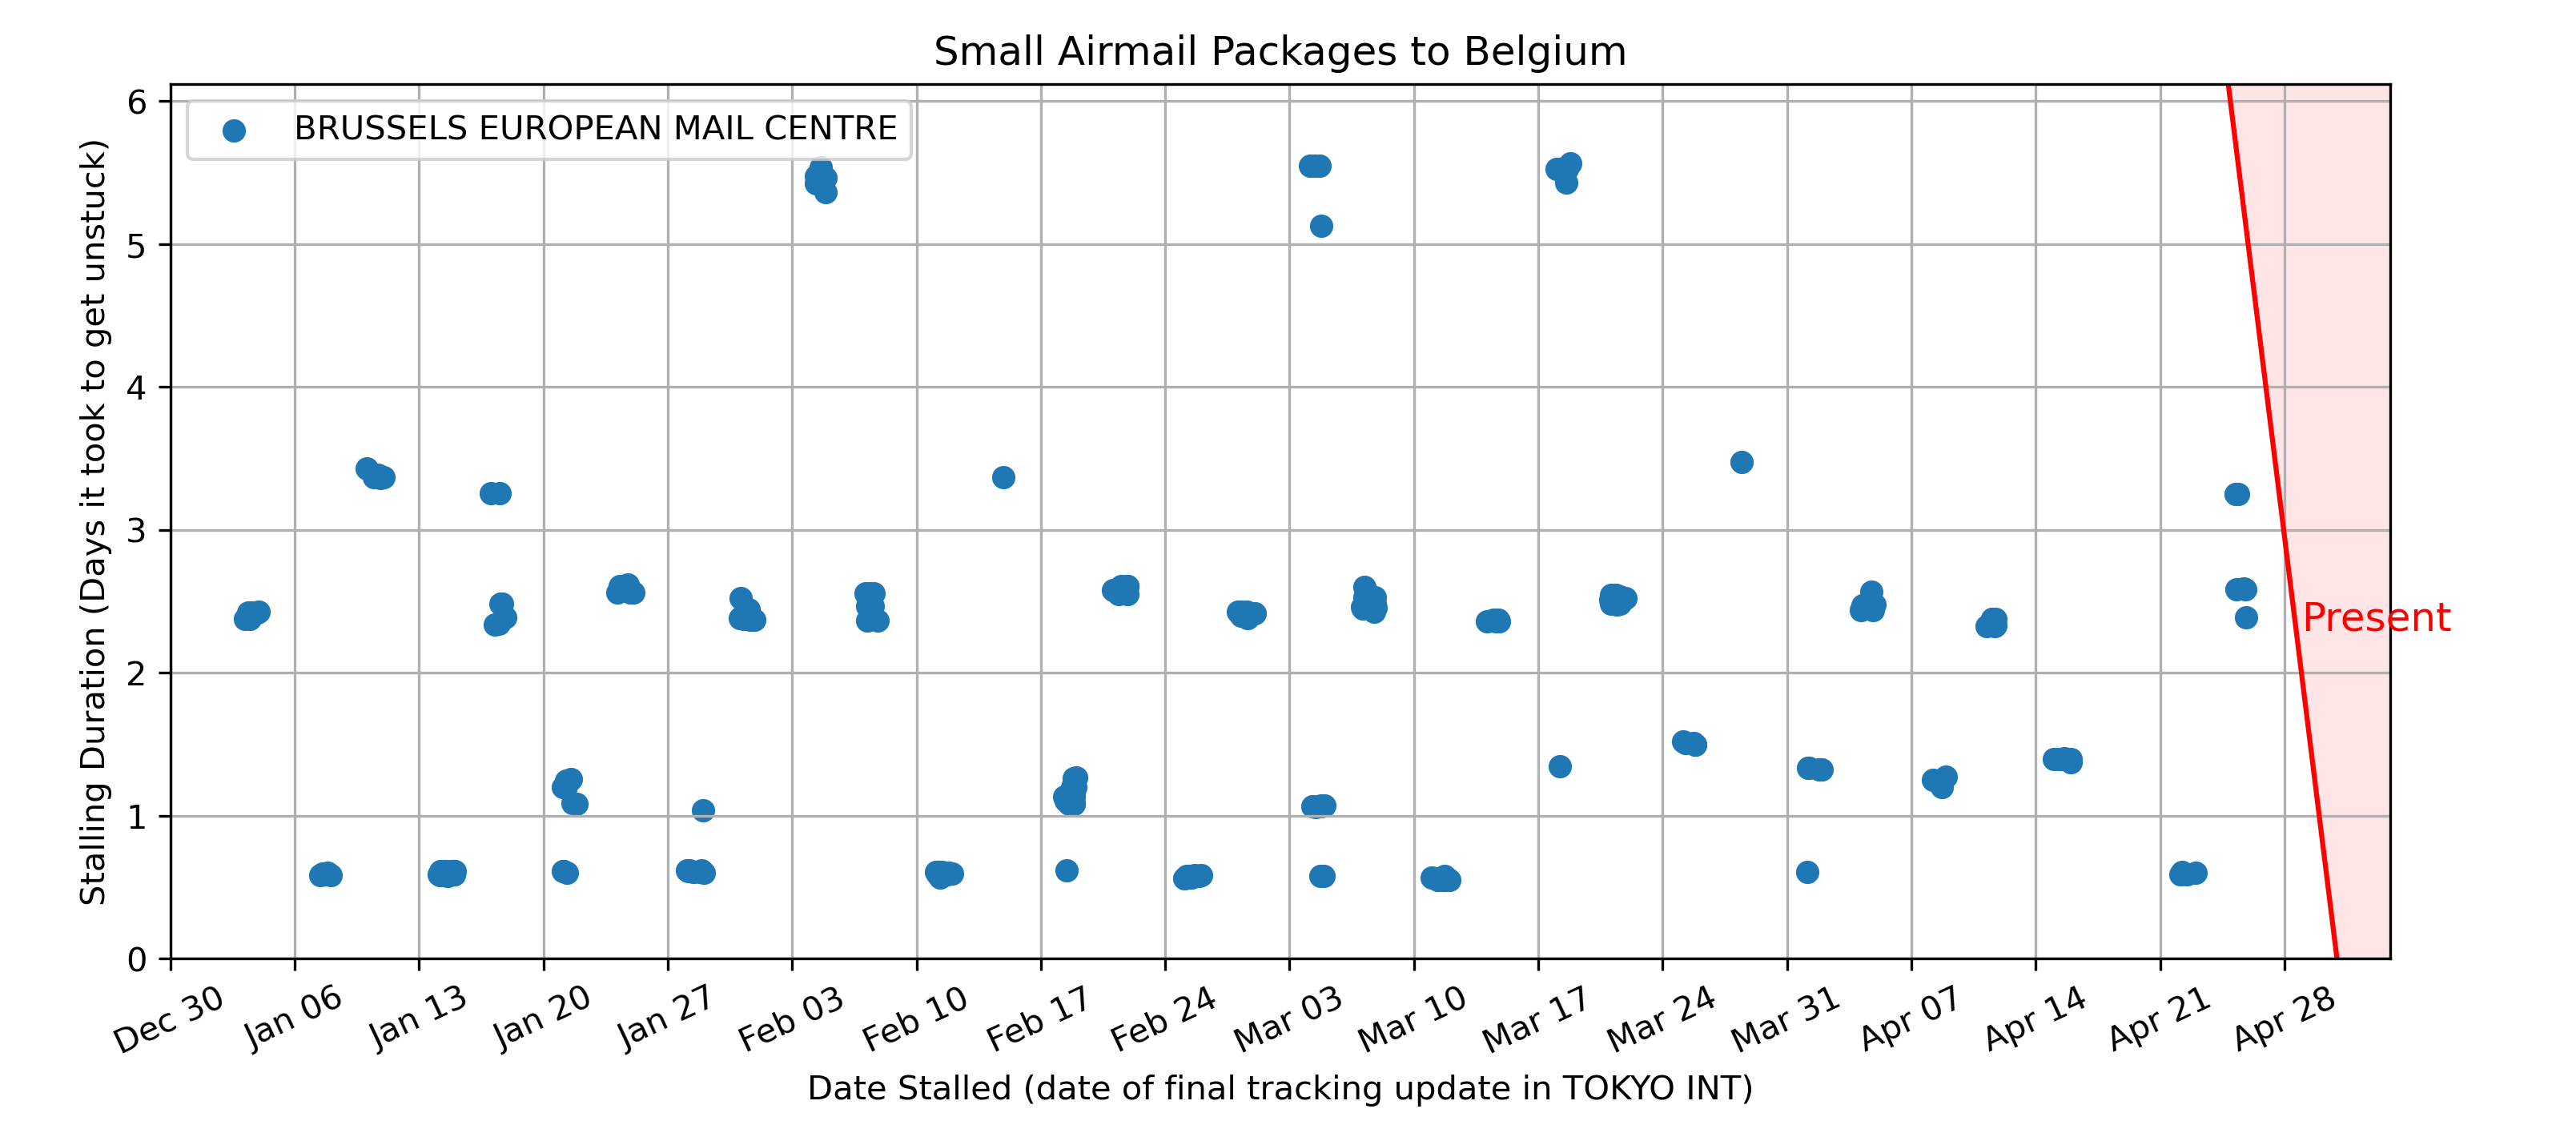 Small Airmail Packages to Belgium
BRUSSELS EUROPEAN MAIL CENTRE
Stalling Duration (Days it took to get unstuck)
6
5
4
3
2
1
0
Present
Dec 30
Jan 06
Jan 13
Jan 20
Jan 27
Feb 03
Feb 10
Feb 17
Feb 24
Mar 03
Mar 10
Mar 17
Mar 24
Mar 31
Apr 07
Apr 14
Apr 21
Apr 28
Date Stalled (date of final tracking update in TOKYO INT)